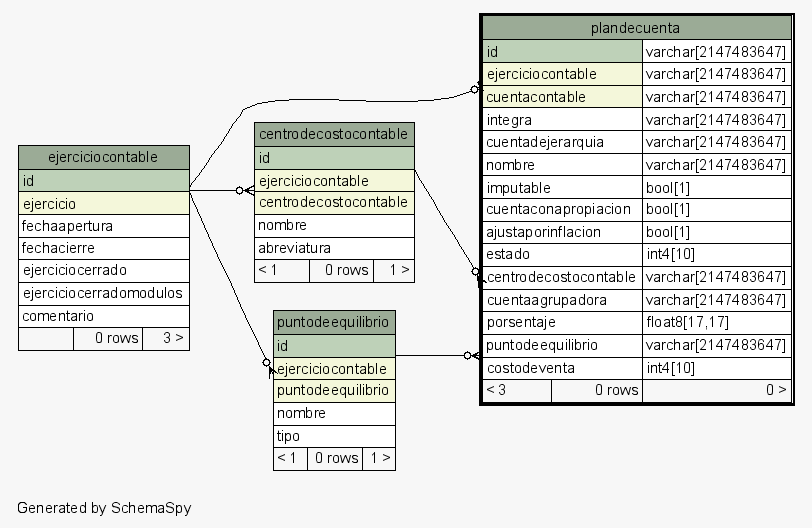 ejerciciocontable
id
ejercicio
fechaapertura
fechacierre
ejerciciocerrado
ejerciciocerradomodulos
comentario
0 rows 3 >
centrodecostocontable
id
ejerciciocontable
centrodecostocontable
nombre
abreviatura
< 1 0 rows 1 >
puntodeequilibrio
id
ejerciciocontable
puntodeequilibrio
nombre
tipo
< 1 0 rows 1 >
plandecuenta
id varchar[2147483647]
ejerciciocontable varchar[2147483647]
cuentacontable varchar[2147483647]
integra varchar[2147483647]
cuentadejerarquia varchar[2147483647]
nombre varchar[2147483647]
imputable bool[1]
cuentaconapropiacion bool[1]
ajustaporinflacion bool[1]
estado int4[10]
centrodecostocontable varchar[2147483647]
cuentaagrupadora varchar[2147483647]
porsentaje float8[17,17]
puntodeequilibrio varchar[2147483647]
costodeventa int4[10]
< 3 0 rows 0 >
Generated by SchemaSpy